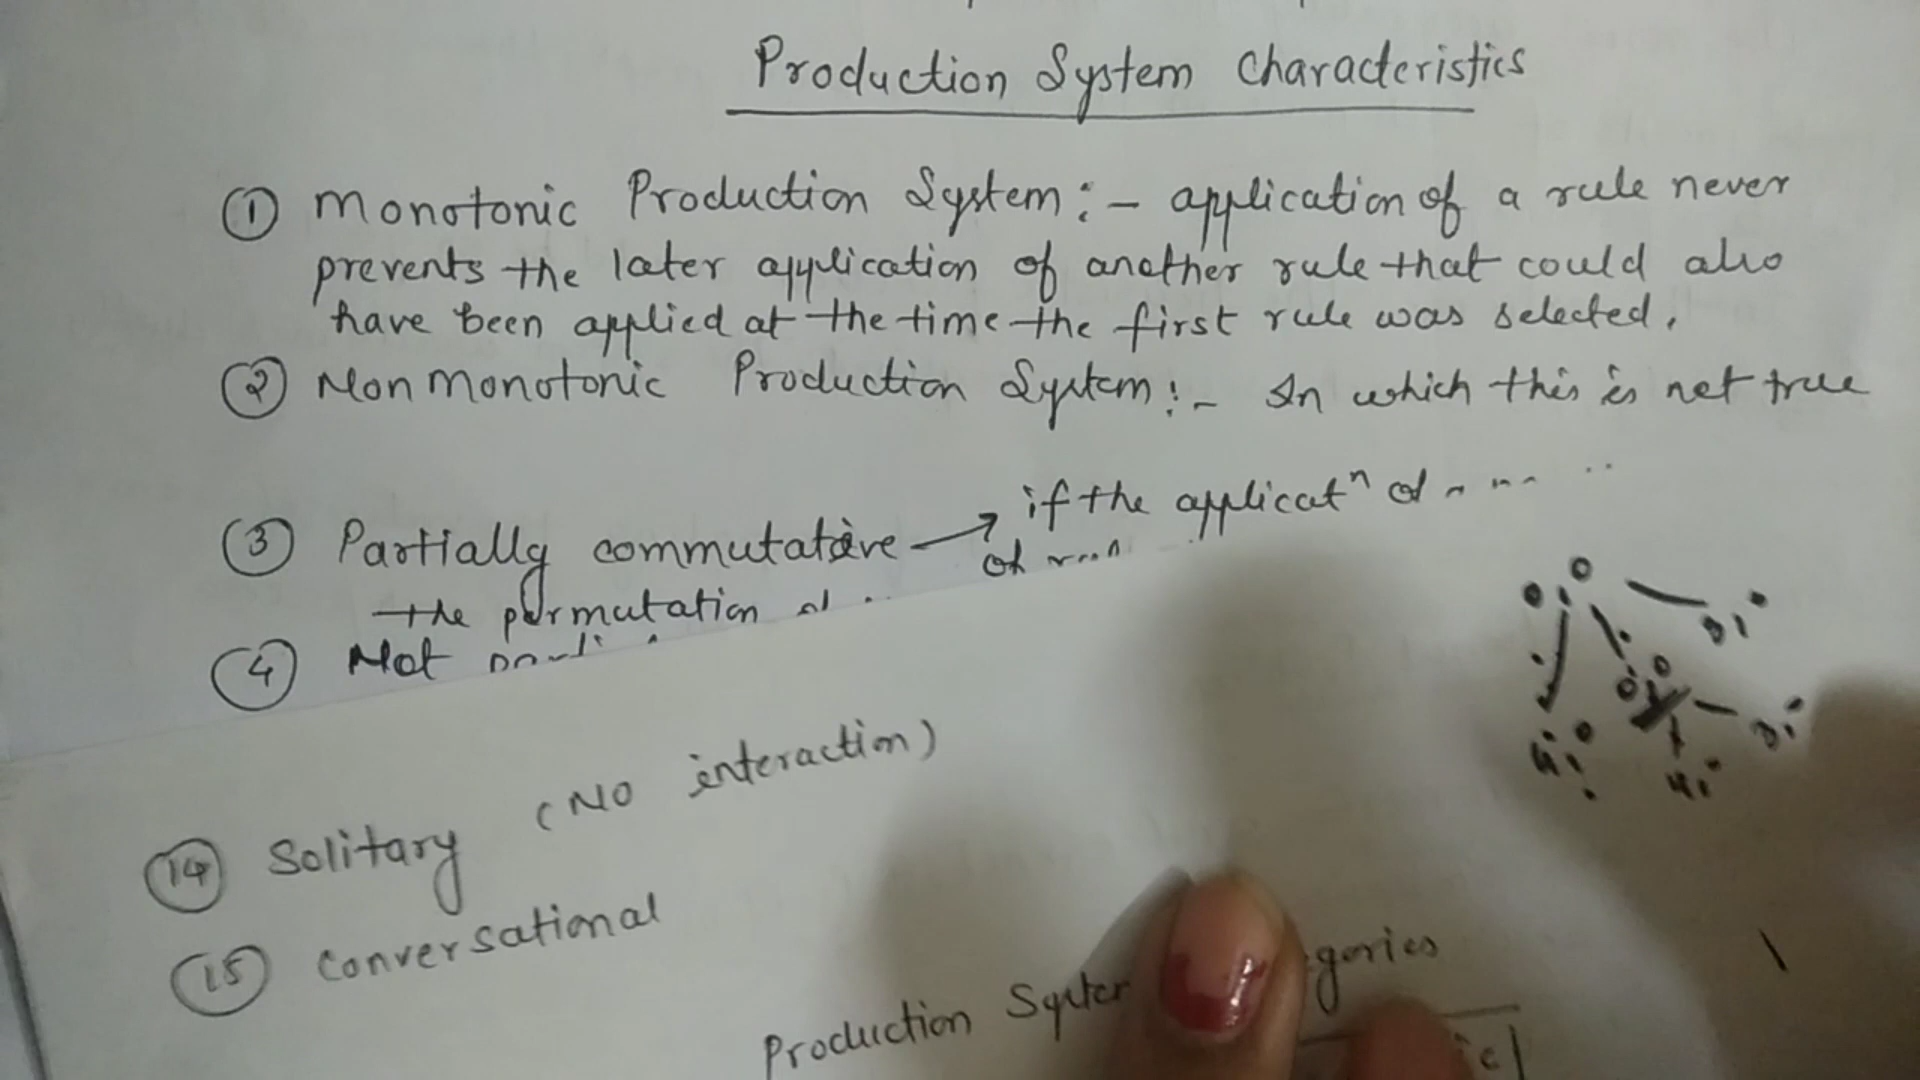 Production System Characteristics
① Monotonic Production System :- application of a rule never
prevents the later application of another rule that could also
have been applied at the time the first rule was selected.
② Non monotonic Production System :- In which this is not true
③ Partially commutative → if the applicatⁿ of
of
the permutation
④ Not
⑭ Solitary (No interaction)
⑮ Conversational
Production